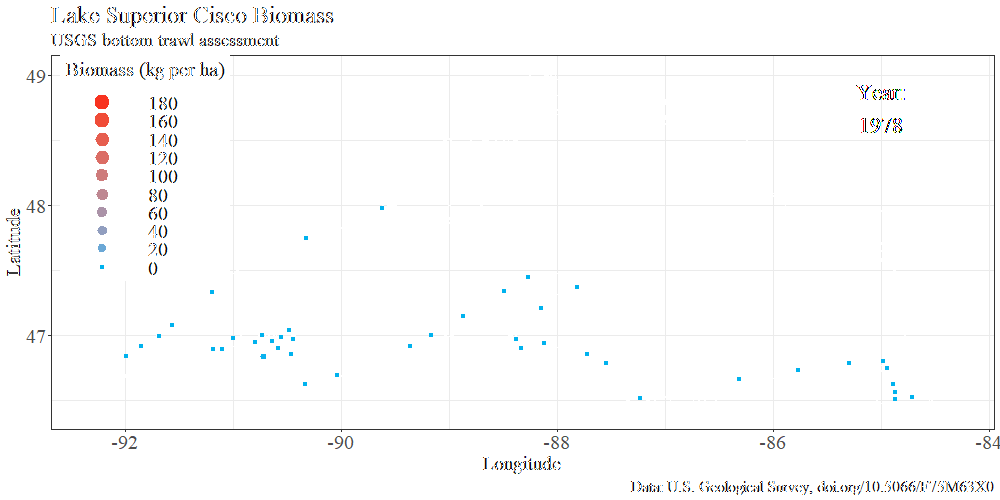 Lake Superior Cisco Biomass
USGS bottom trawl assessment
Biomass (kg per ha)
180
160
140
120
100
80
60
40
20
0
Year:
1978
49
48
47
Latitude
-92
-90
-88
-86
-84
Longitude
Data: U.S. Geological Survey, doi.org/10.5066/F75M63X0